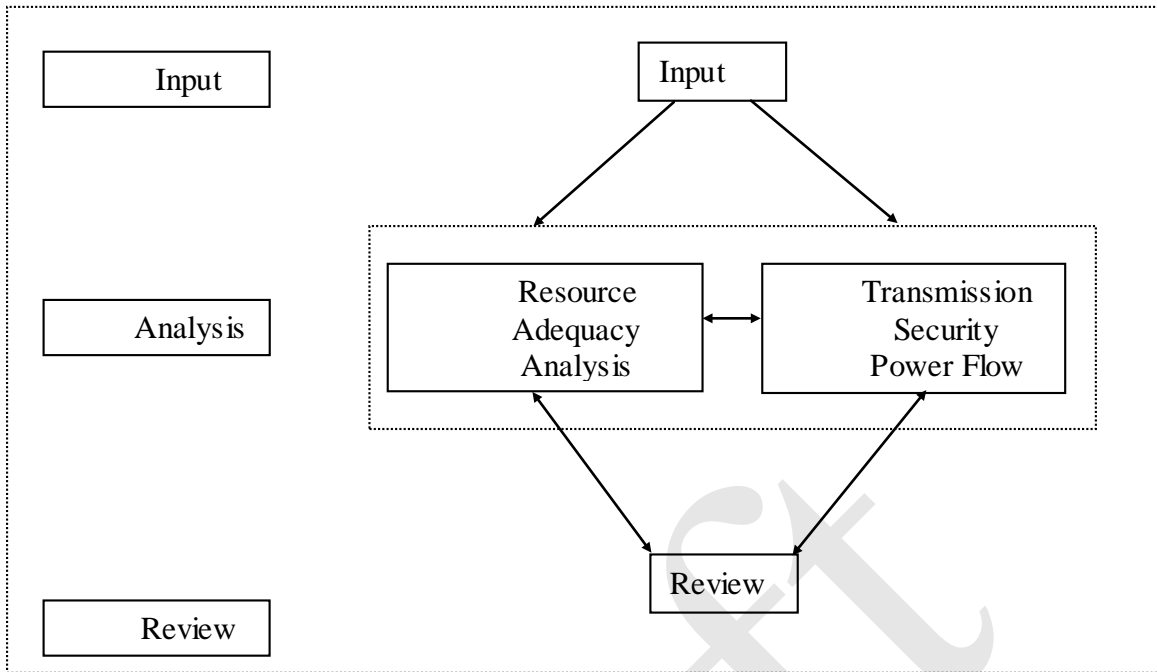 Input
Input
Resource
Adequacy
Analysis
Transmission
Security
Power Flow
Analysis
Review
Review